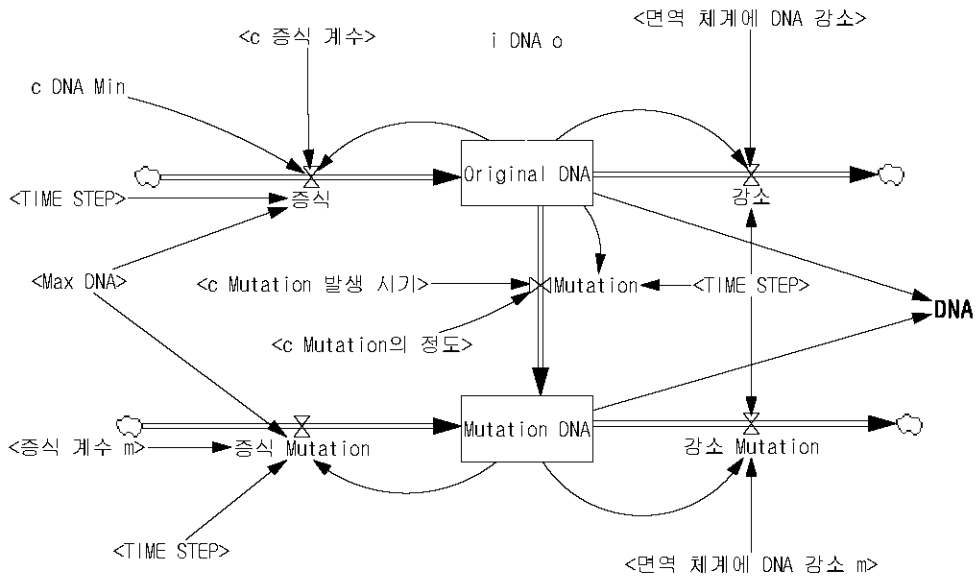 <면역 체계에 DNA 감소>
<c 증식 계수>
i DNA o
c DNA Min
Original DNA
<TIME STEP>
증식
감소
<Max DNA>
<c Mutation 발생 시기>
Mutation
<TIME STEP>
DNA
<c Mutation의 정도>
Mutation DNA
<증식 계수 m>
증식 Mutation
감소 Mutation
<TIME STEP>
<면역 체계에 DNA 감소 m>